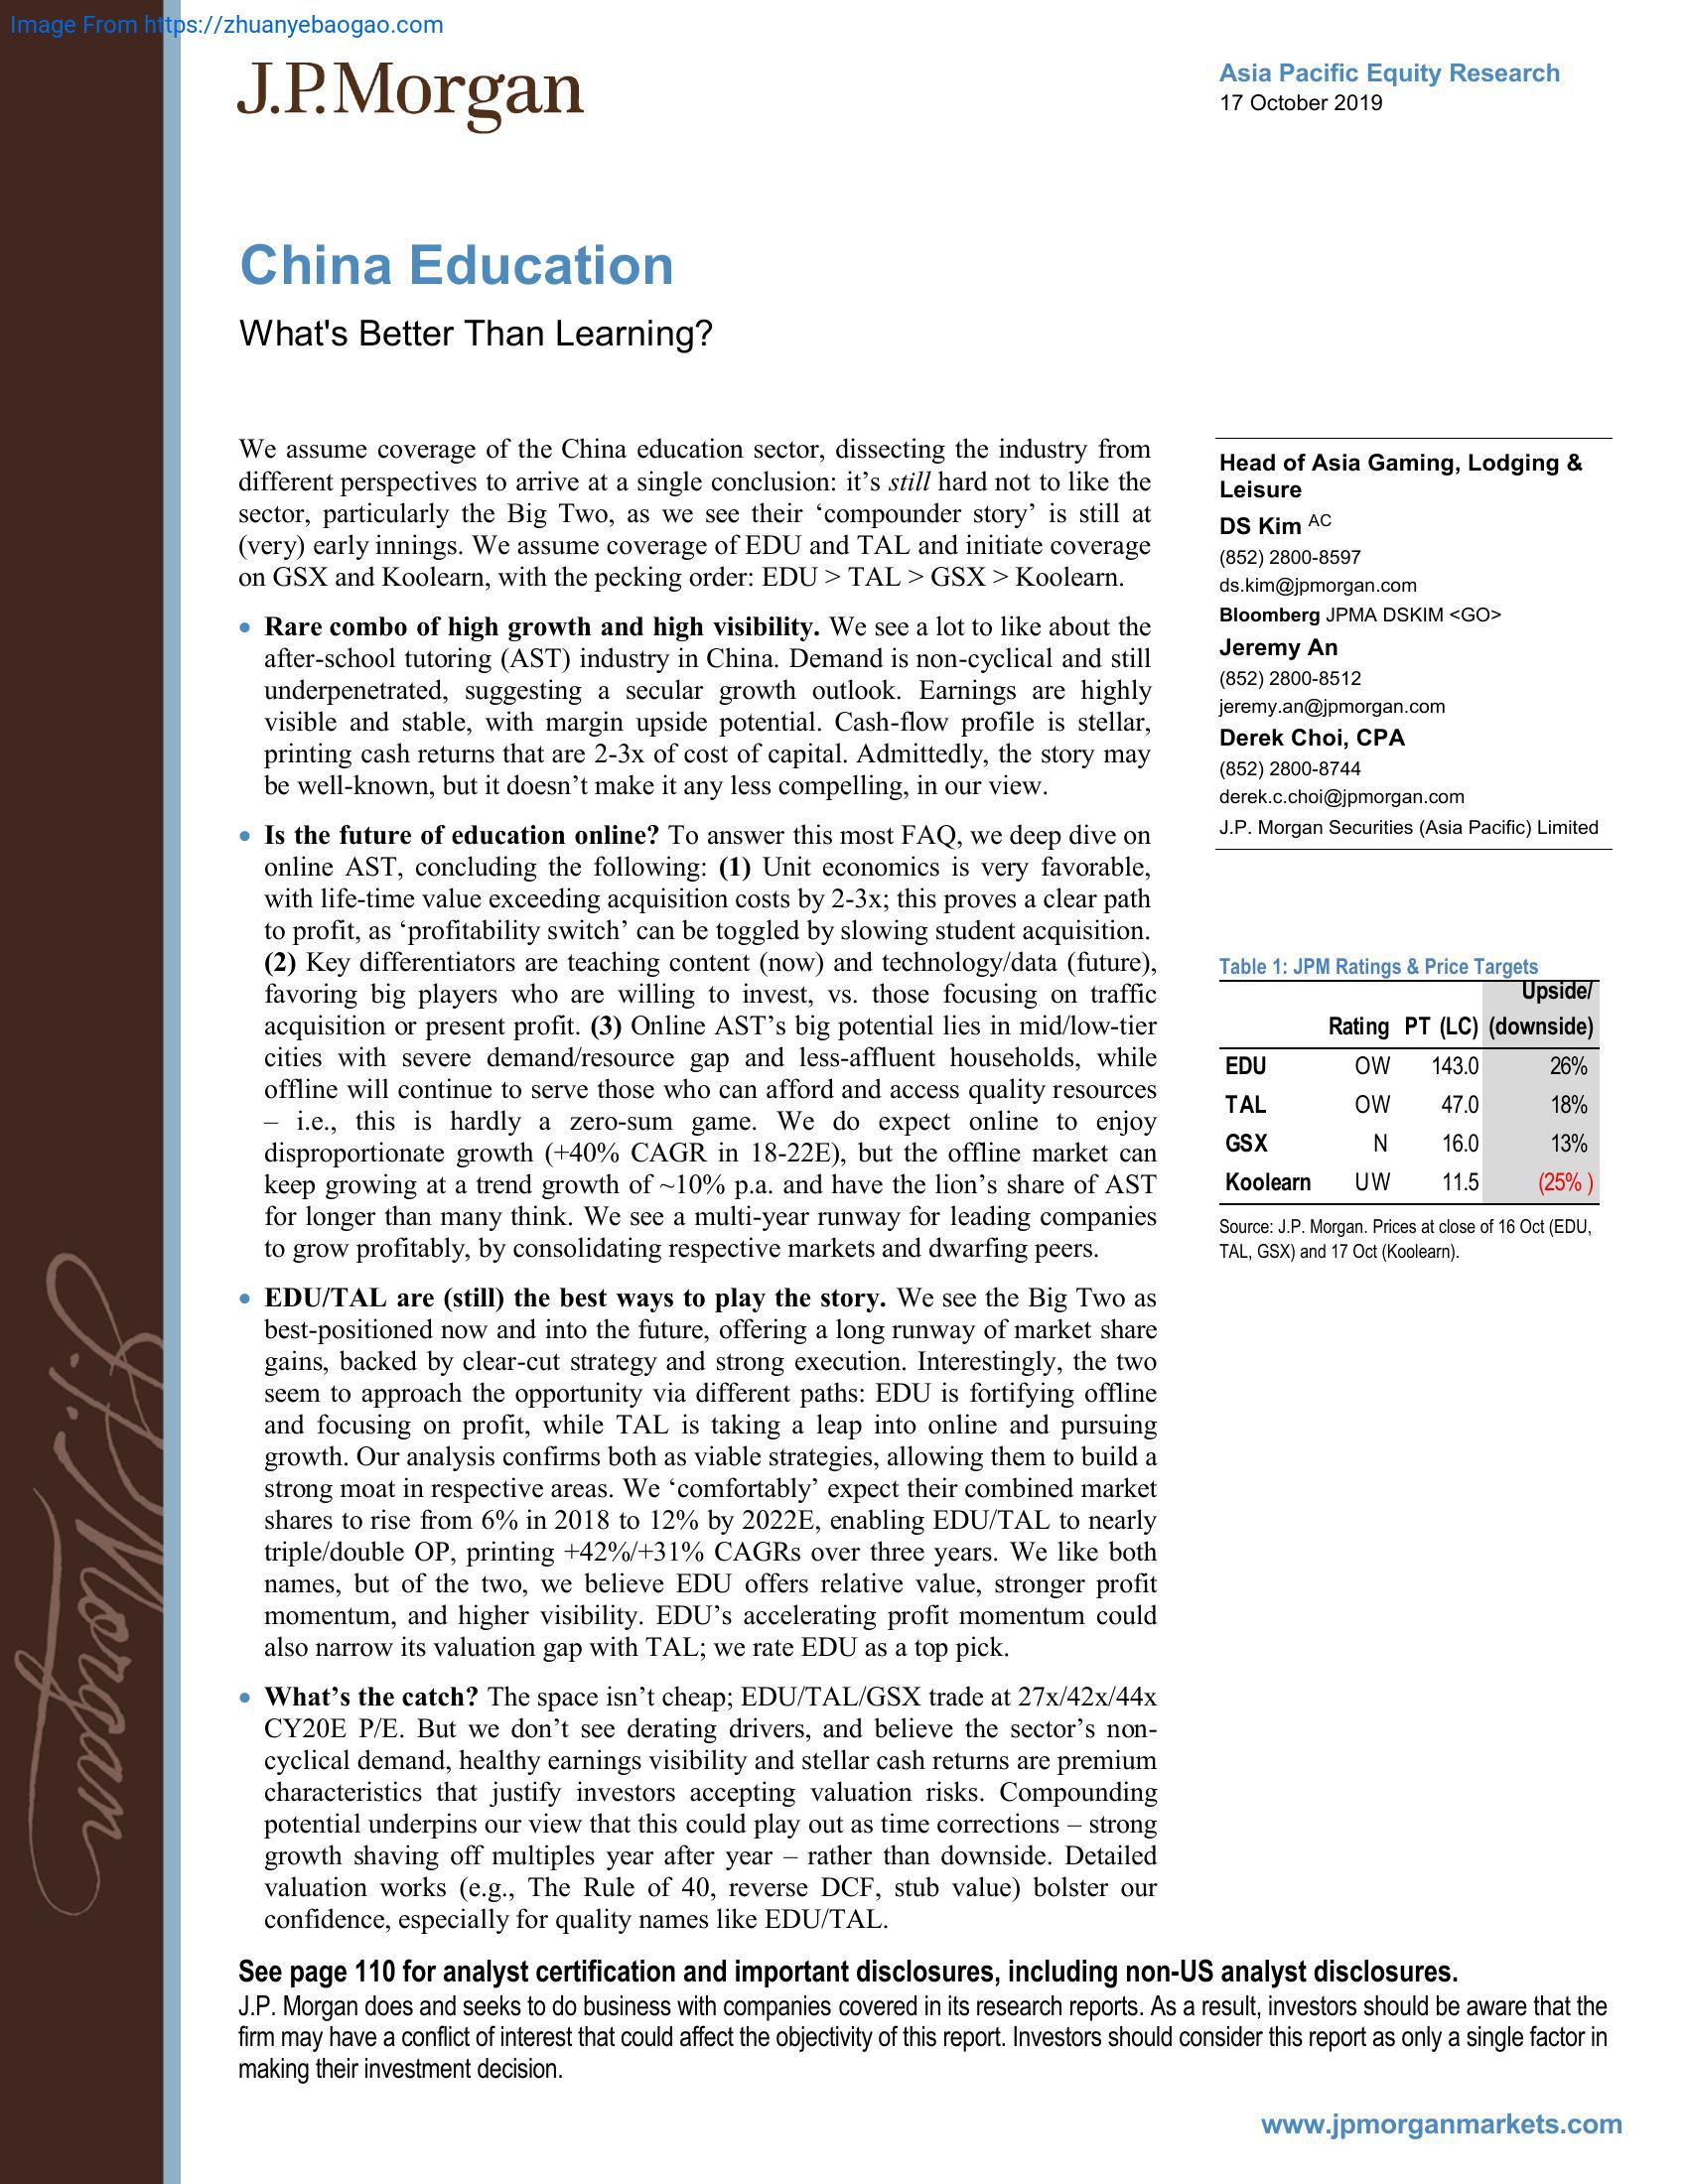 Image From https://zhuanyebaogao.com
J.P.Morgan
Asia Pacific Equity Research
17 October 2019
China Education
What's Better Than Learning?
We assume coverage of the China education sector, dissecting the industry from
different perspectives to arrive at a single conclusion: it’s still hard not to like the
sector, particularly the Big Two, as we see their ‘compounder story’ is still at
(very) early innings. We assume coverage of EDU and TAL and initiate coverage
on GSX and Koolearn, with the pecking order: EDU > TAL > GSX > Koolearn.
• Rare combo of high growth and high visibility. We see a lot to like about the
after-school tutoring (AST) industry in China. Demand is non-cyclical and still
underpenetrated, suggesting a secular growth outlook. Earnings are highly
visible and stable, with margin upside potential. Cash-flow profile is stellar,
printing cash returns that are 2-3x of cost of capital. Admittedly, the story may
be well-known, but it doesn’t make it any less compelling, in our view.
• Is the future of education online? To answer this most FAQ, we deep dive on
online AST, concluding the following: (1) Unit economics is very favorable,
with life-time value exceeding acquisition costs by 2-3x; this proves a clear path
to profit, as ‘profitability switch’ can be toggled by slowing student acquisition.
(2) Key differentiators are teaching content (now) and technology/data (future),
favoring big players who are willing to invest, vs. those focusing on traffic
acquisition or present profit. (3) Online AST’s big potential lies in mid/low-tier
cities with severe demand/resource gap and less-affluent households, while
offline will continue to serve those who can afford and access quality resources
– i.e., this is hardly a zero-sum game. We do expect online to enjoy
disproportionate growth (+40% CAGR in 18-22E), but the offline market can
keep growing at a trend growth of ~10% p.a. and have the lion’s share of AST
for longer than many think. We see a multi-year runway for leading companies
to grow profitably, by consolidating respective markets and dwarfing peers.
• EDU/TAL are (still) the best ways to play the story. We see the Big Two as
best-positioned now and into the future, offering a long runway of market share
gains, backed by clear-cut strategy and strong execution. Interestingly, the two
seem to approach the opportunity via different paths: EDU is fortifying offline
and focusing on profit, while TAL is taking a leap into online and pursuing
growth. Our analysis confirms both as viable strategies, allowing them to build a
strong moat in respective areas. We ‘comfortably’ expect their combined market
shares to rise from 6% in 2018 to 12% by 2022E, enabling EDU/TAL to nearly
triple/double OP, printing +42%/+31% CAGRs over three years. We like both
names, but of the two, we believe EDU offers relative value, stronger profit
momentum, and higher visibility. EDU’s accelerating profit momentum could
also narrow its valuation gap with TAL; we rate EDU as a top pick.
• What’s the catch? The space isn’t cheap; EDU/TAL/GSX trade at 27x/42x/44x
CY20E P/E. But we don’t see derating drivers, and believe the sector’s non-
cyclical demand, healthy earnings visibility and stellar cash returns are premium
characteristics that justify investors accepting valuation risks. Compounding
potential underpins our view that this could play out as time corrections – strong
growth shaving off multiples year after year – rather than downside. Detailed
valuation works (e.g., The Rule of 40, reverse DCF, stub value) bolster our
confidence, especially for quality names like EDU/TAL.
Head of Asia Gaming, Lodging &
Leisure
DS Kim AC
(852) 2800-8597
ds.kim@jpmorgan.com
Bloomberg JPMA DSKIM <GO>
Jeremy An
(852) 2800-8512
jeremy.an@jpmorgan.com
Derek Choi, CPA
(852) 2800-8744
derek.c.choi@jpmorgan.com
J.P. Morgan Securities (Asia Pacific) Limited
Table 1: JPM Ratings & Price Targets
Upside/
Rating PT (LC) (downside)
EDU OW 143.0 26%
TAL OW 47.0 18%
GSX N 16.0 13%
Koolearn UW 11.5 (25% )
Source: J.P. Morgan. Prices at close of 16 Oct (EDU,
TAL, GSX) and 17 Oct (Koolearn).
J.P. Morgan
See page 110 for analyst certification and important disclosures, including non-US analyst disclosures.
J.P. Morgan does and seeks to do business with companies covered in its research reports. As a result, investors should be aware that the
firm may have a conflict of interest that could affect the objectivity of this report. Investors should consider this report as only a single factor in
making their investment decision.
www.jpmorganmarkets.com